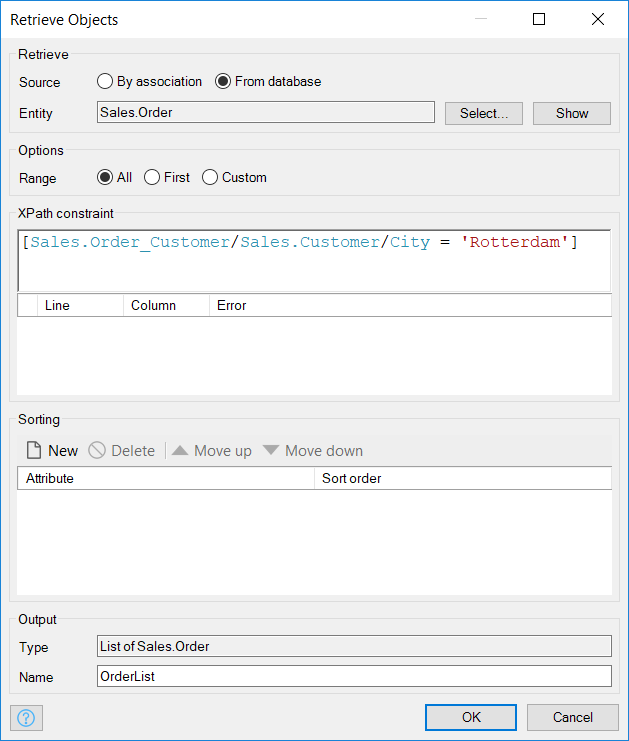 Retrieve Objects
Retrieve
Source By association From database
Entity Sales.Order Select... Show
Options
Range All First Custom
XPath constraint
[Sales.Order_Customer/Sales.Customer/City = 'Rotterdam']
Line Column Error
Sorting
New Delete Move up Move down
Attribute Sort order
Output
Type List of Sales.Order
Name OrderList
? OK Cancel